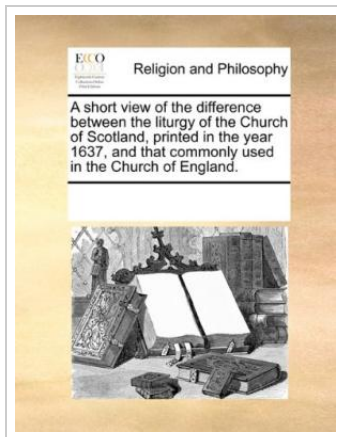 ECCO
Religion and Philosophy
A short view of the difference
between the liturgy of the Church
of Scotland, printed in the year
1637, and that commonly used
in the Church of England.